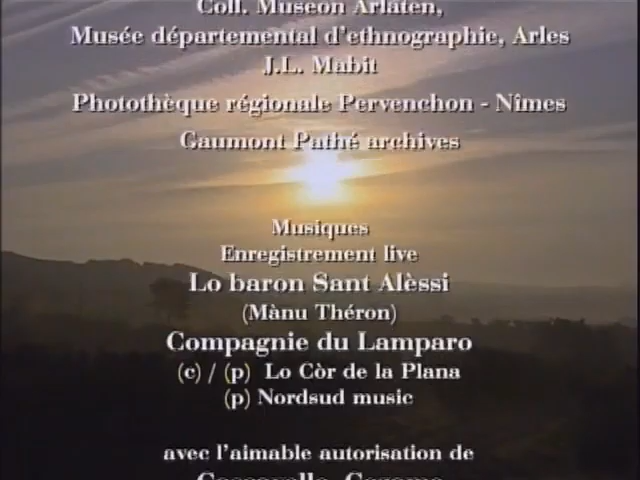 Coll. Museon Arlaten,
Musée départemental d'ethnographie, Arles
J.L. Mabit
Photothèque régionale Pervenchon - Nîmes
Gaumont Pathé archives
Musiques
Enregistrement live
Lo baron Sant Alèssi
(Mànu Théron)
Compagnie du Lamparo
(c) / (p) Lo Còr de la Plana
(p) Nordsud music
avec l'aimable autorisation de